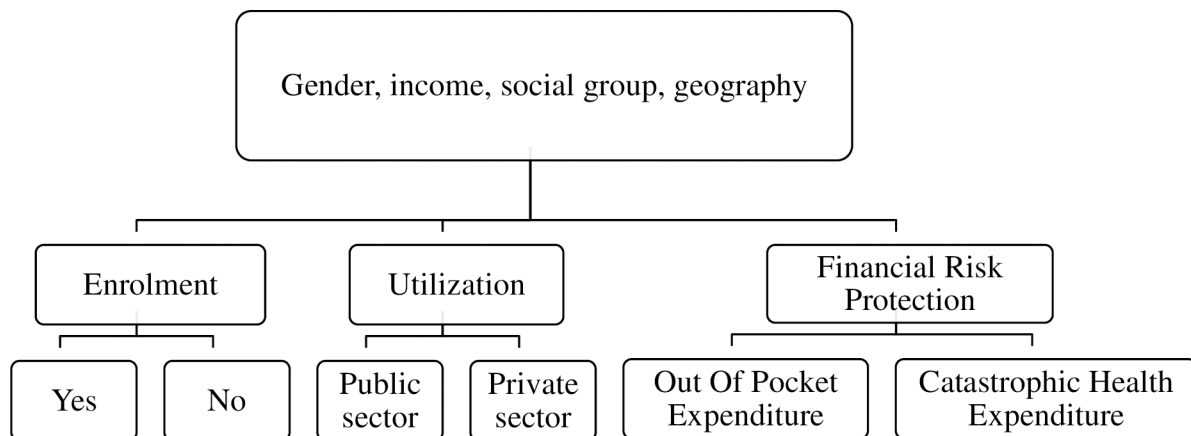 Gender, income, social group, geography
Enrolment
Utilization
Financial Risk
Protection
Yes
No
Public
sector
Private
sector
Out Of Pocket
Expenditure
Catastrophic Health
Expenditure